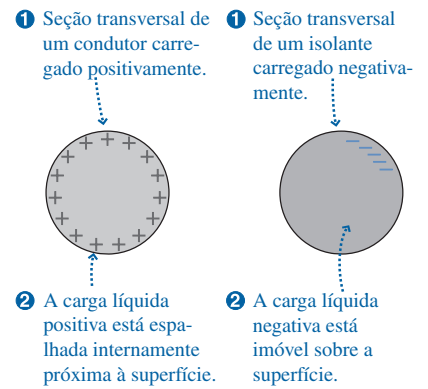 1 Seção transversal de
um condutor carre-
gado positivamente.
2 A carga líquida
positiva está espa-
lhada internamente
próxima à superfície.
1 Seção transversal
de um isolante
carregado negativa-
mente.
2 A carga líquida
negativa está
imóvel sobre a
superfície.